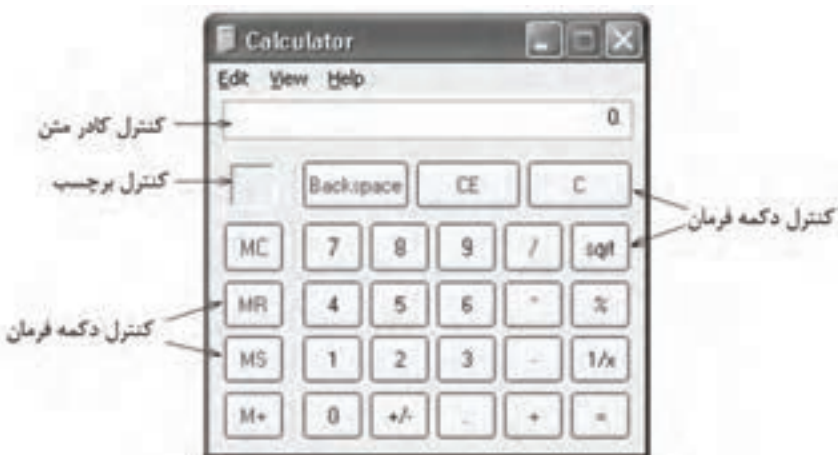 Calculator
Edit View Help
کنترل کادر متن
0.
کنترل برچسب
Backspace CE C
کنترل دکمه فرمان
MC 7 8 9 / sqrt
MR 4 5 6 * %
کنترل دکمه فرمان
MS 1 2 3 - 1/x
M+ 0 +/- . + =